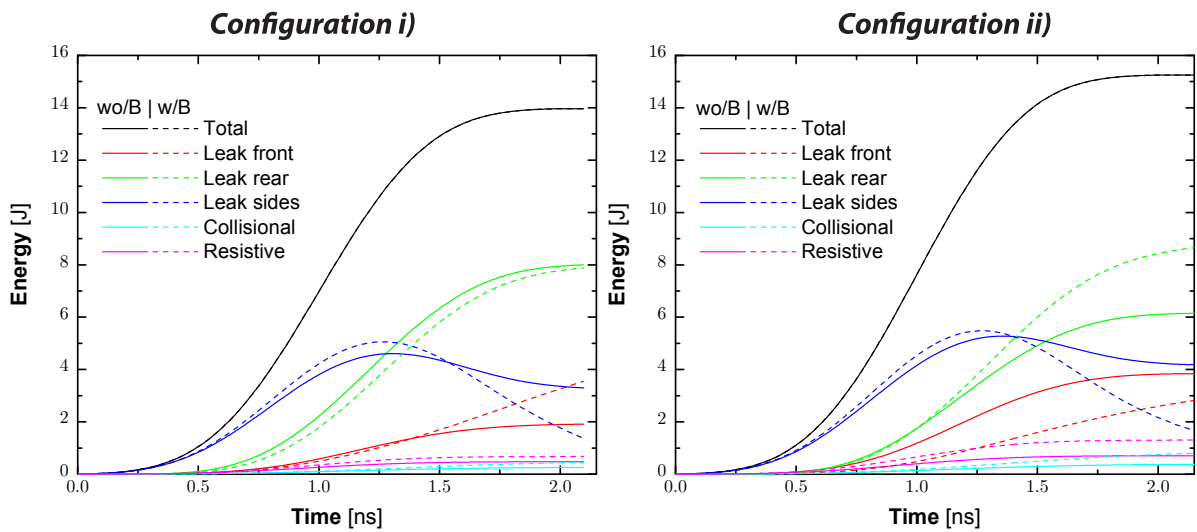 Configuration i)
16
14
12
10
8
6
4
2
0
Energy [J]
wo/B | w/B
Total
Leak front
Leak rear
Leak sides
Collisional
Resistive
0.0
0.5
1.0
1.5
2.0
Time [ns]
Configuration ii)
16
14
12
10
8
6
4
2
0
Energy [J]
wo/B | w/B
Total
Leak front
Leak rear
Leak sides
Collisional
Resistive
0.0
0.5
1.0
1.5
2.0
Time [ns]